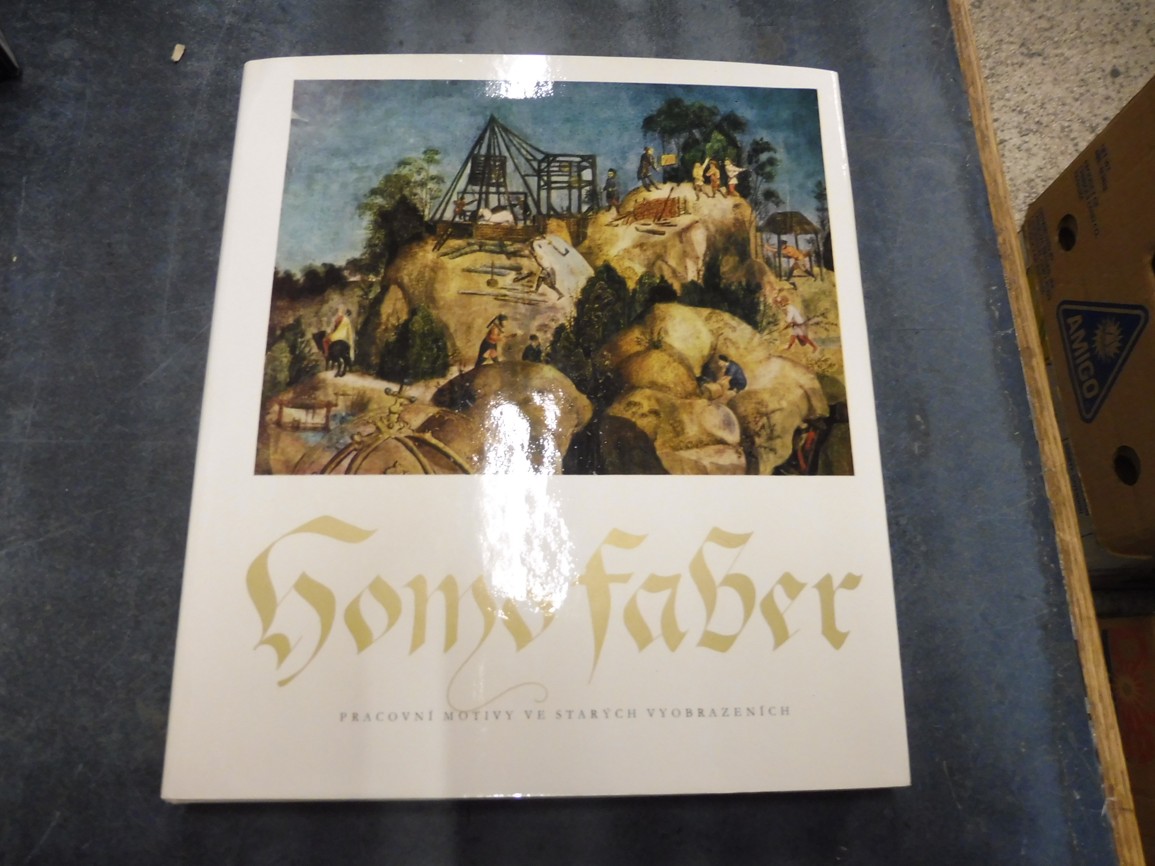 Homo faber
PRACOVNÍ MOTIVY VE STARÝCH VYOBRAZENÍCH
AMIGO